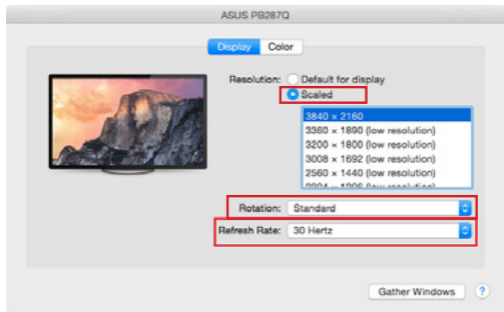 ASUS PB287Q
Display Color
Resolution: Default for display
Scaled
3840 × 2160
3360 × 1890 (low resolution)
3200 × 1800 (low resolution)
3008 × 1692 (low resolution)
2560 × 1440 (low resolution)
Rotation: Standard
Refresh Rate: 30 Hertz
Gather Windows ?